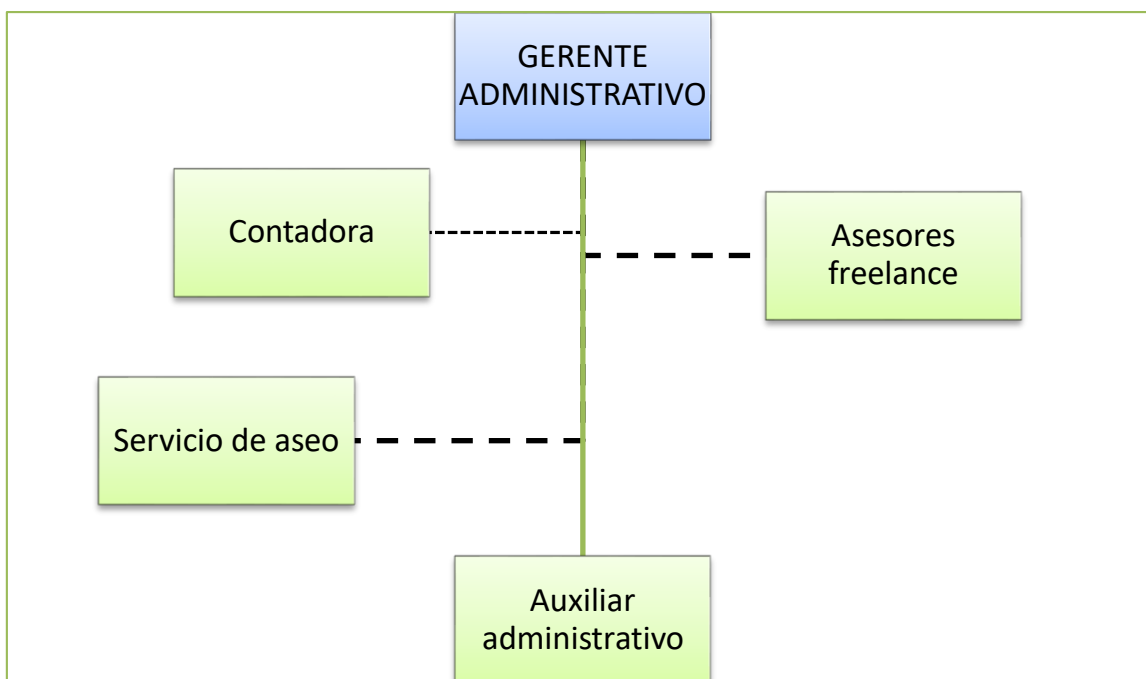 GERENTE
ADMINISTRATIVO
Contadora
Asesores
freelance
Servicio de aseo
Auxiliar
administrativo